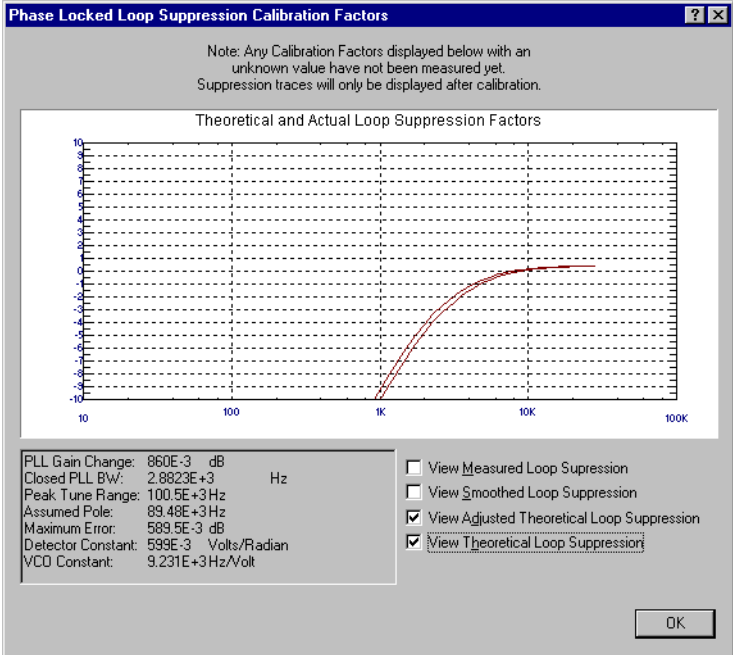 Phase Locked Loop Suppression Calibration Factors
Note: Any Calibration Factors displayed below with an
unknown value have not been measured yet.
Suppression traces will only be displayed after calibration.
Theoretical and Actual Loop Suppression Factors
10
9
8
7
6
5
4
3
2
1
0
-1
-2
-3
-4
-5
-6
-7
-8
-9
-10
10
100
1K
10K
100K
PLL Gain Change: 860E-3 dB
Closed PLL BW: 2.8823E+3 Hz
Peak Tune Range: 100.5E+3 Hz
Assumed Pole: 89.48E+3 Hz
Maximum Error: 589.5E-3 dB
Detector Constant: 599E-3 Volts/Radian
VCO Constant: 9.231E+3 Hz/Volt
View Measured Loop Supression
View Smoothed Loop Suppression
View Adjusted Theoretical Loop Suppression
View Theoretical Loop Suppression
OK